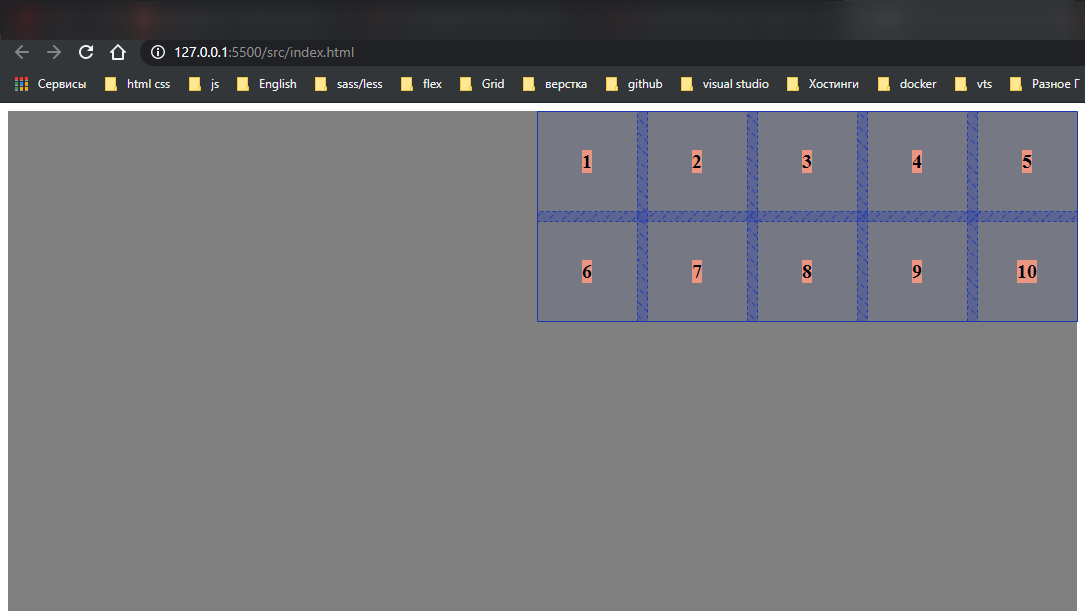 127.0.0.1:5500/src/index.html
Сервисы html css js English sass/less flex Grid верстка github visual studio Хостинги docker vts Разное Г
1 2 3 4 5
6 7 8 9 10